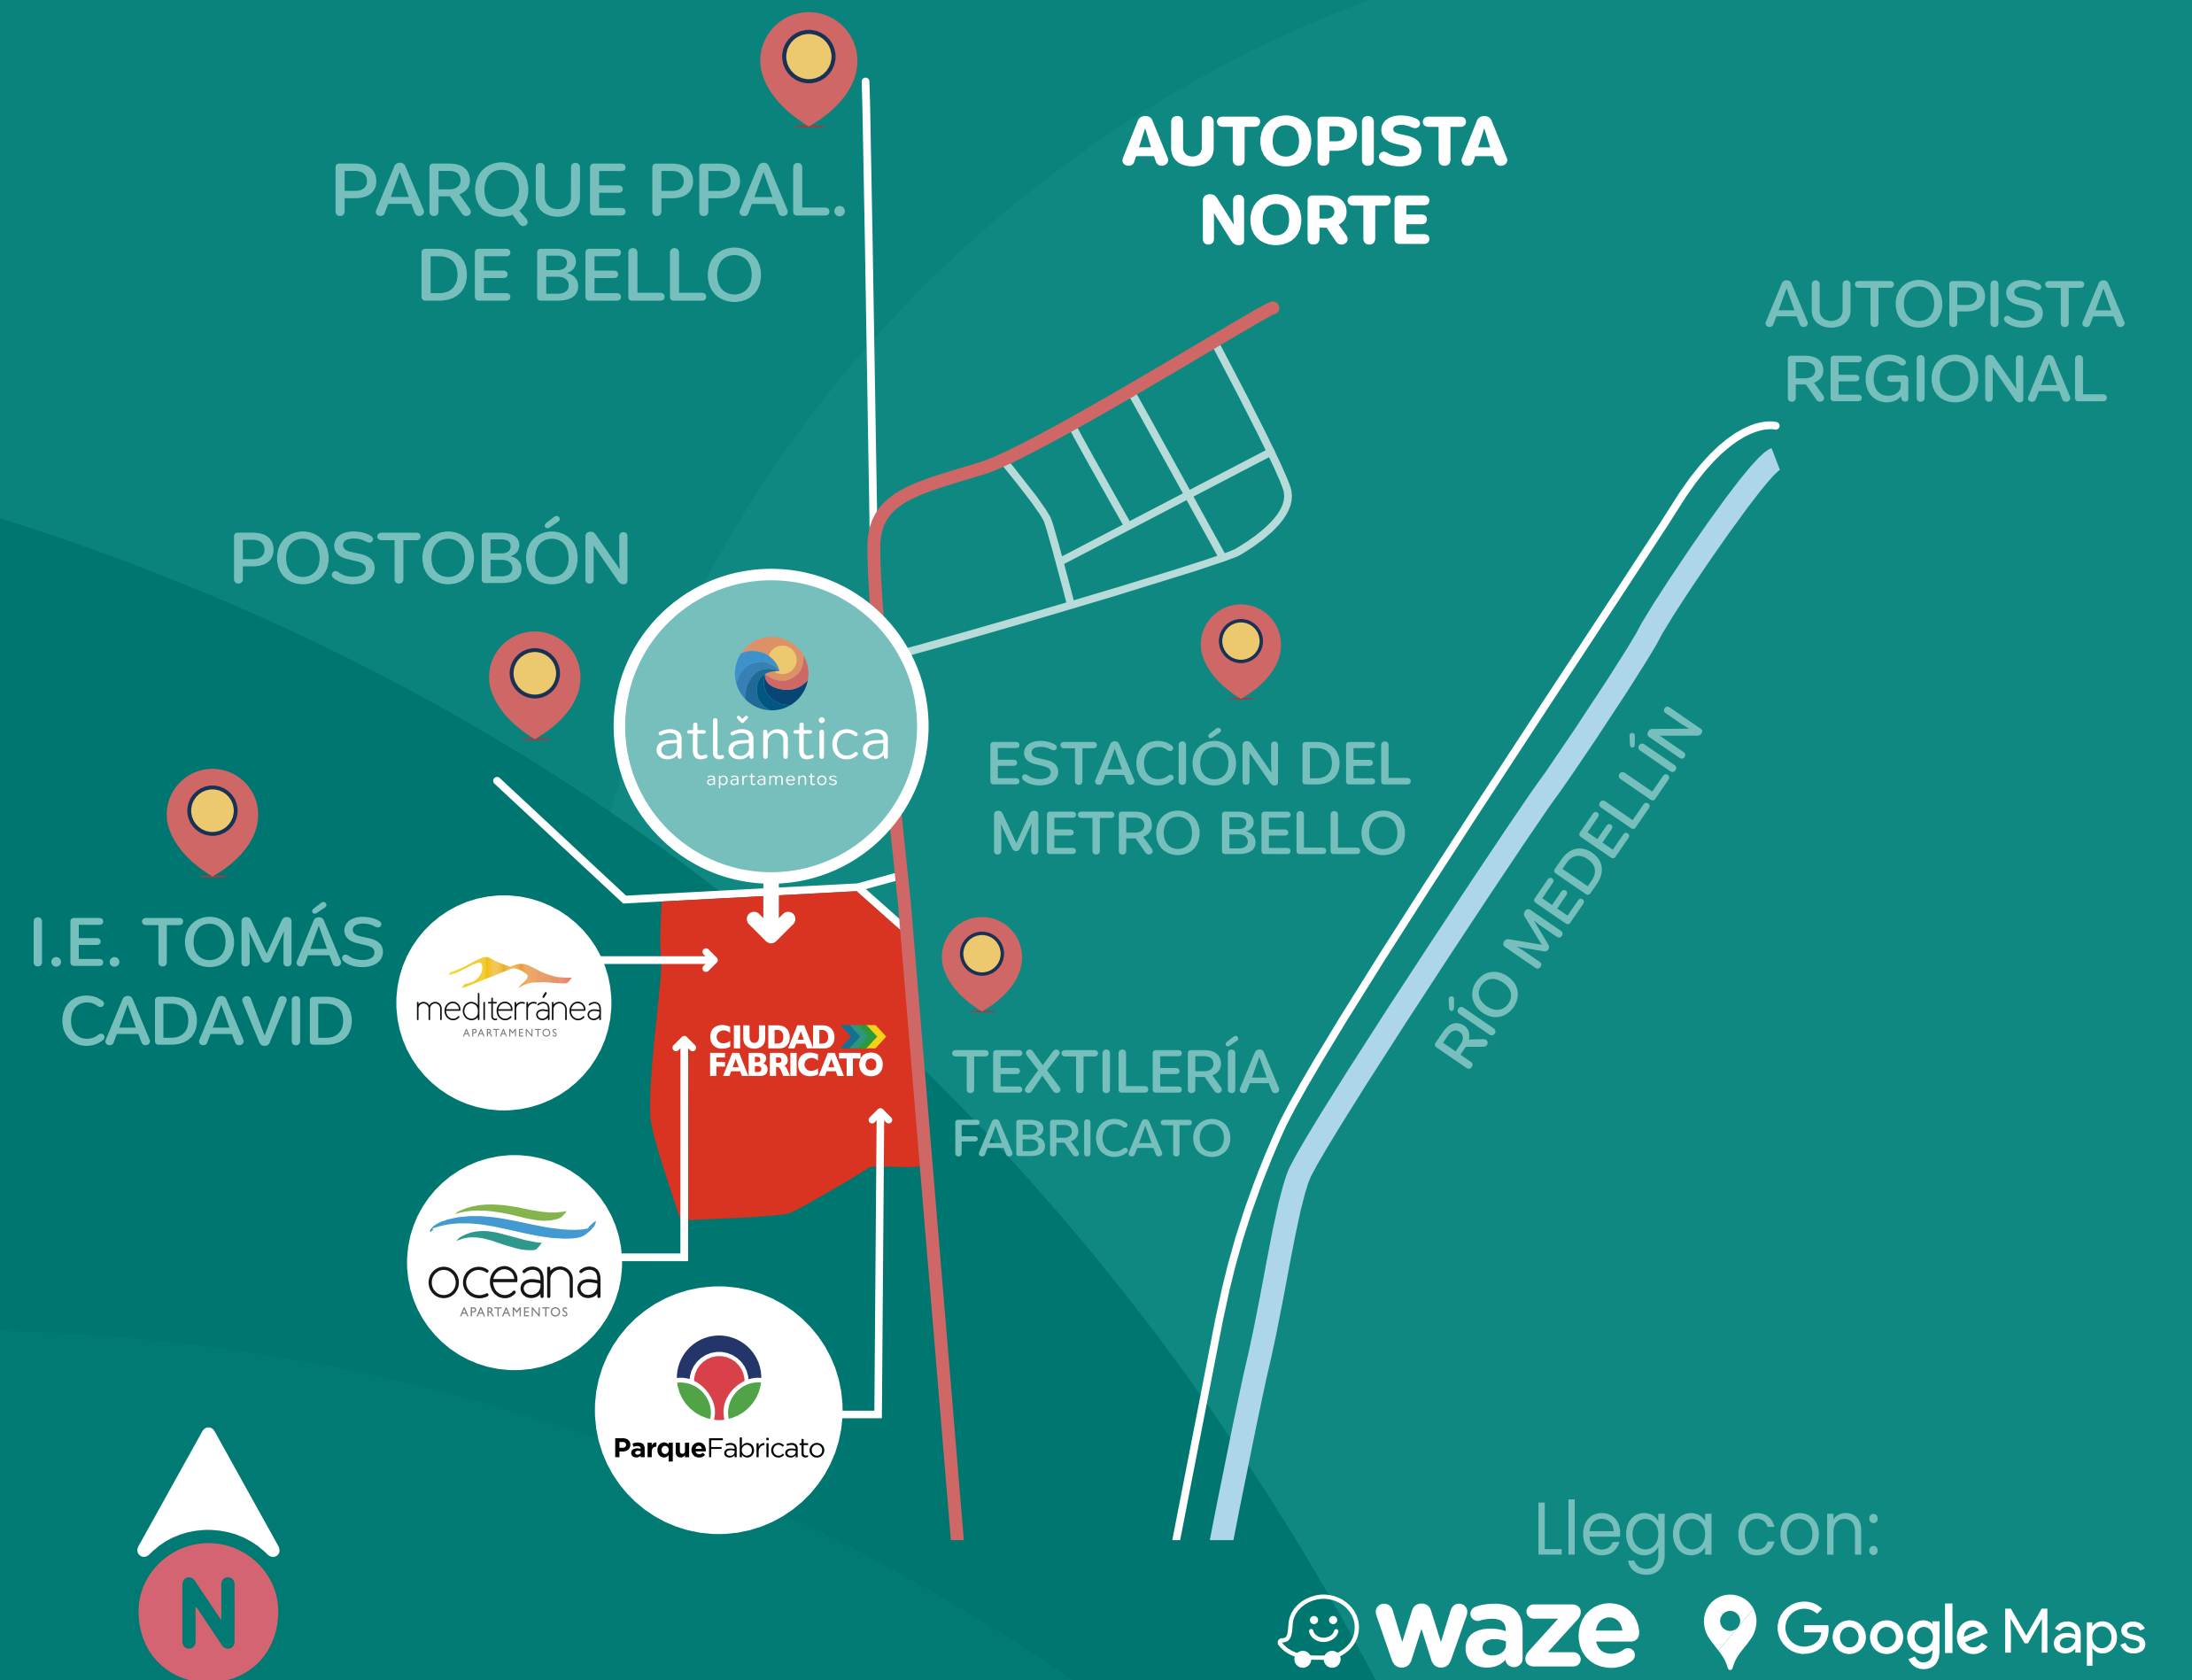 PARQUE PPAL.
DE BELLO
AUTOPISTA
NORTE
AUTOPISTA
REGIONAL
POSTOBÓN
atlántica
apartamentos
ESTACIÓN DEL
METRO BELLO
RÍO MEDELLÍN
I.E. TOMÁS
CADAVID
mediterránea
APARTAMENTOS
CIUDAD
FABRICATO
TEXTILERÍA
FABRICATO
oceana
APARTAMENTOS
ParqueFabricato
N
Llega con:
waze
Google Maps